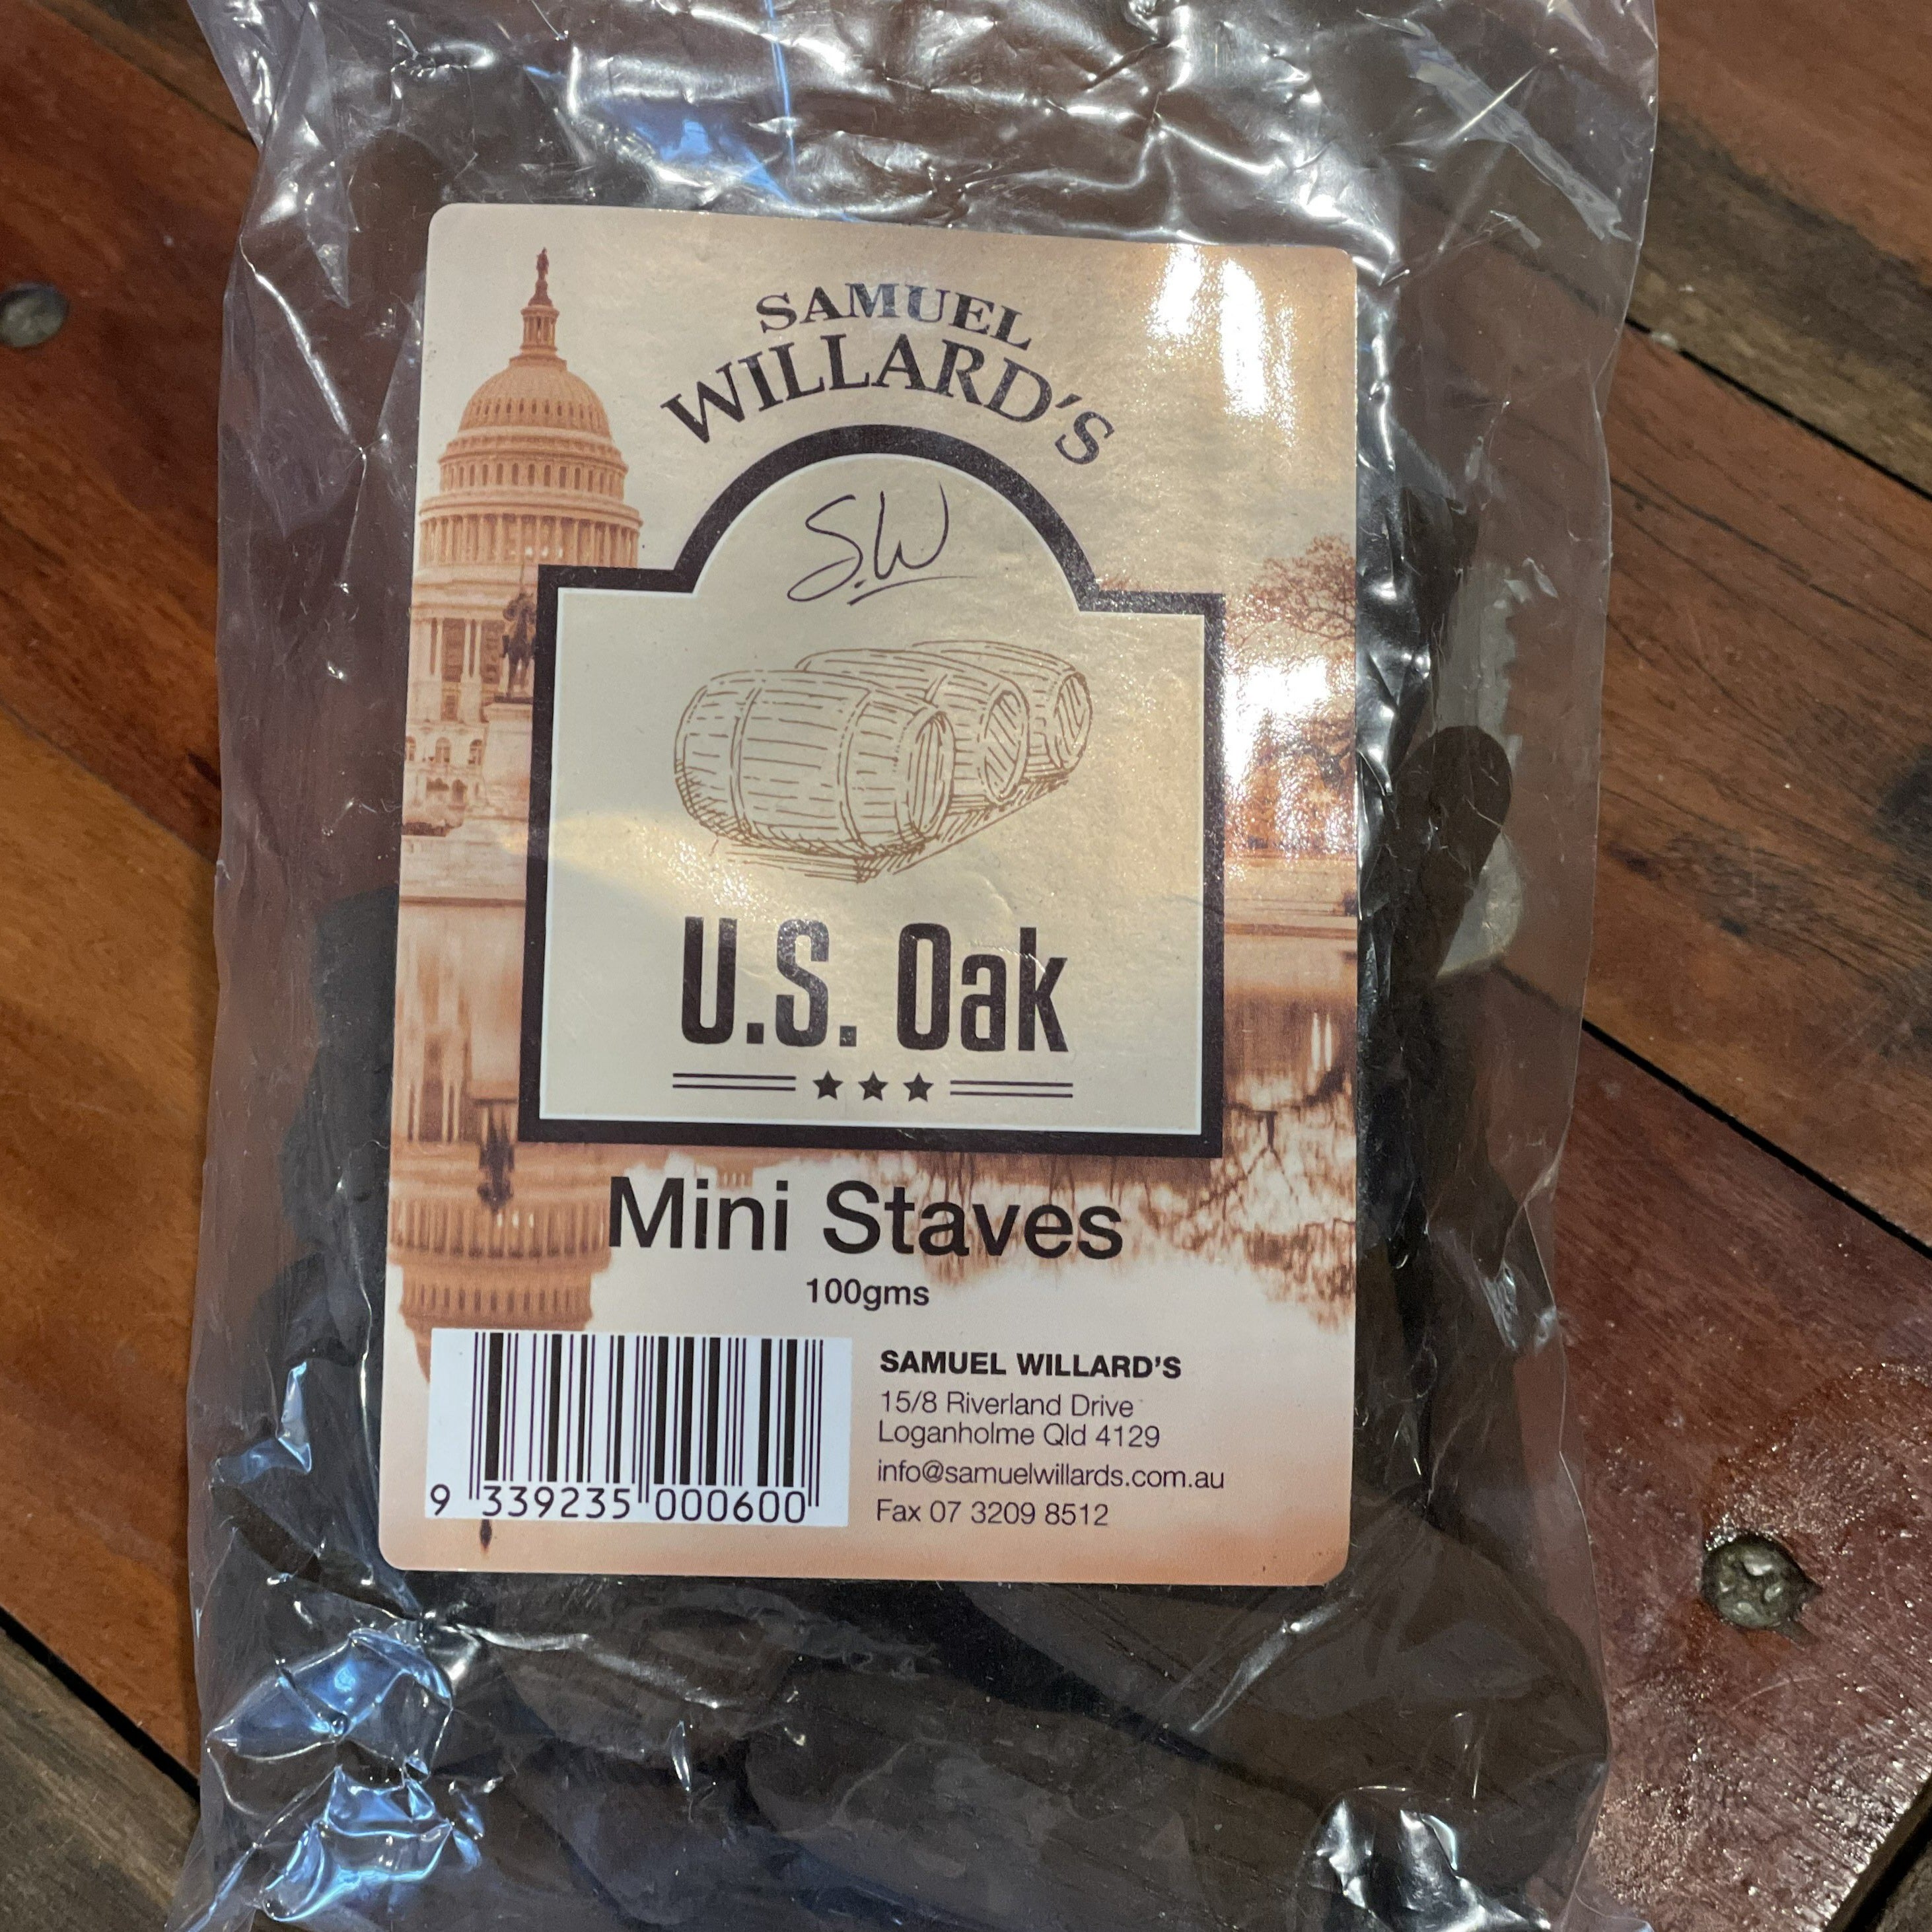 SAMUEL
WILLARD'S
S.W
U.S. Oak
Mini Staves
100gms
9 339235 000600
SAMUEL WILLARD'S
15/8 Riverland Drive
Loganholme Qld 4129
info@samuelwillards.com.au
Fax 07 3209 8512